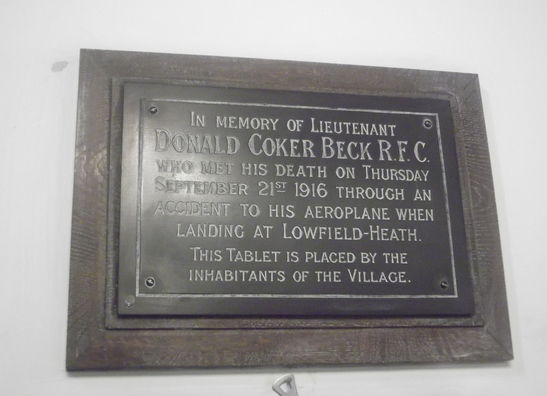 In memory of Lieutenant
Donald Coker Beck R.F.C.
who met his death on Thursday
September 21st 1916 through an
accident to his aeroplane when
landing at Lowfield-Heath.
This Tablet is placed by the
inhabitants of the Village.